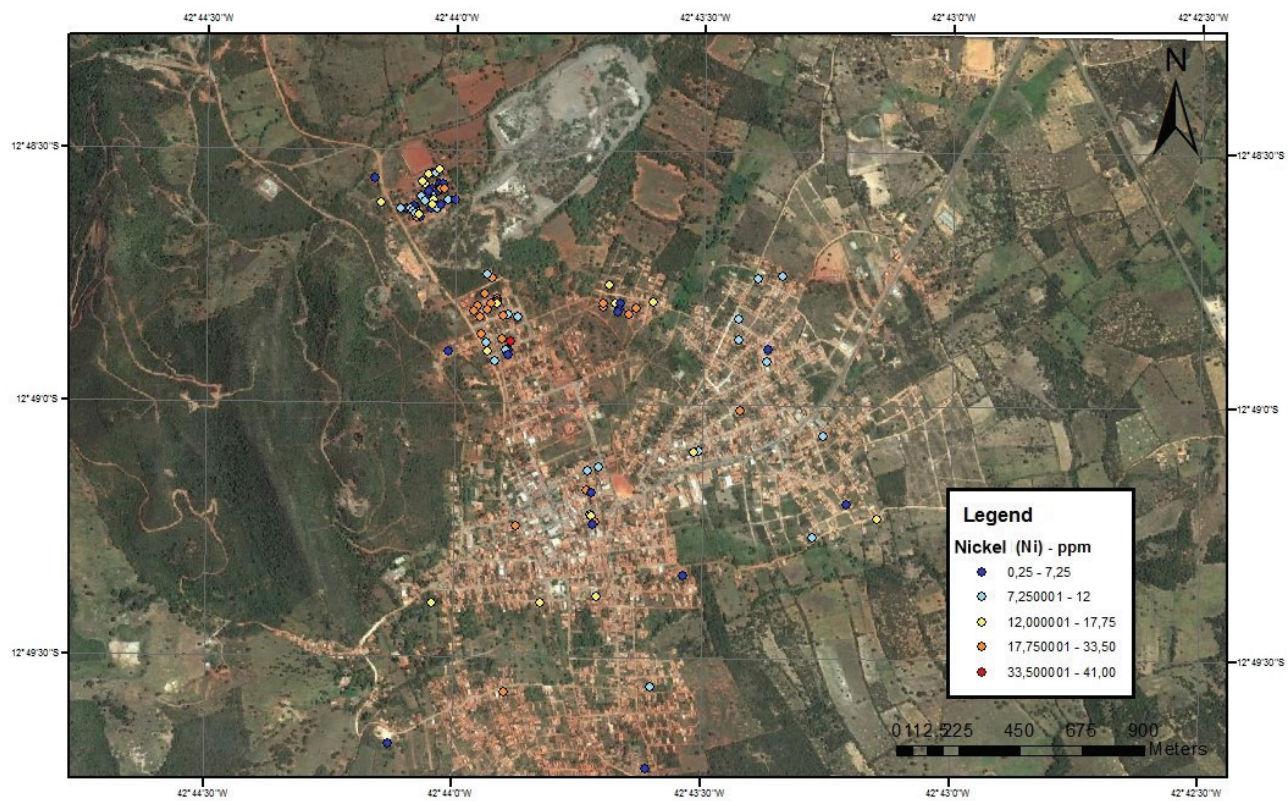 42°44'30"W 42°44'0"W 42°43'30"W 42°43'0"W 42°42'30"W
N
12°48'30"S 12°48'30"S
12°49'0"S 12°49'0"S
Legend
Nickel (Ni) - ppm
0,25 - 7,25
7,250001 - 12
12,000001 - 17,75
17,750001 - 33,50
33,500001 - 41,00
12°49'30"S 12°49'30"S
0 112,5 225 450 675 900
Meters
42°44'30"W 42°44'0"W 42°43'30"W 42°43'0"W 42°42'30"W